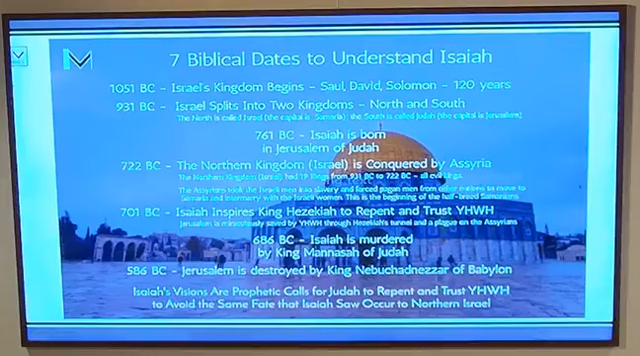 7 Biblical Dates to Understand Isaiah
1051 BC - Israel's Kingdom Begins - Saul, David, Solomon - 120 years
931 BC - Israel Splits Into Two Kingdoms - North and South
The North is called Israel (the capital is Samaria); the South is called Judah (the capital is Jerusalem)
761 BC - Isaiah is born
in Jerusalem of Judah
722 BC - The Northern Kingdom (Israel) is Conquered by Assyria
The Northern Kingdom (Israel) had 19 kings from 931 BC to 722 BC - all evil kings.
The Assyrians took the Israeli men into slavery and forced pagan men from other nations to move to
Samaria and intermarry with the Israeli women. This is the beginning of the half-breed Samaritans
701 BC - Isaiah Inspires King Hezekiah to Repent and Trust YHWH
Jerusalem is miraculously saved by YHWH through Hezekiah's tunnel and a plague on the Assyrians
686 BC - Isaiah is murdered
by King Mannasah of Judah
586 BC - Jerusalem is destroyed by King Nebuchadnezzar of Babylon
Isaiah's Visions Are Prophetic Calls for Judah to Repent and Trust YHWH
to Avoid the Same Fate that Isaiah Saw Occur to Northern Israel